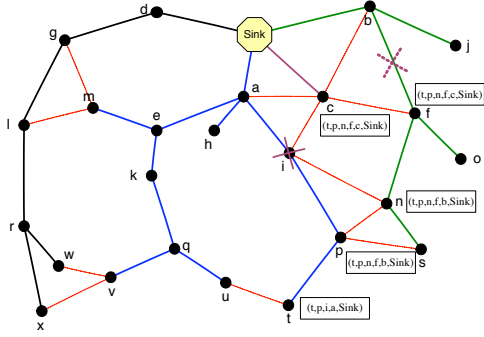 d
b
g
Sink
j
(t,p,n,f,c,Sink)
m
a
c
f
l
e
(t,p,n,f,c,Sink)
h
i
o
k
n
(t,p,n,f,b,Sink)
r
w
q
p
s
(t,p,n,f,b,Sink)
v
u
x
t
(t,p,i,a,Sink)